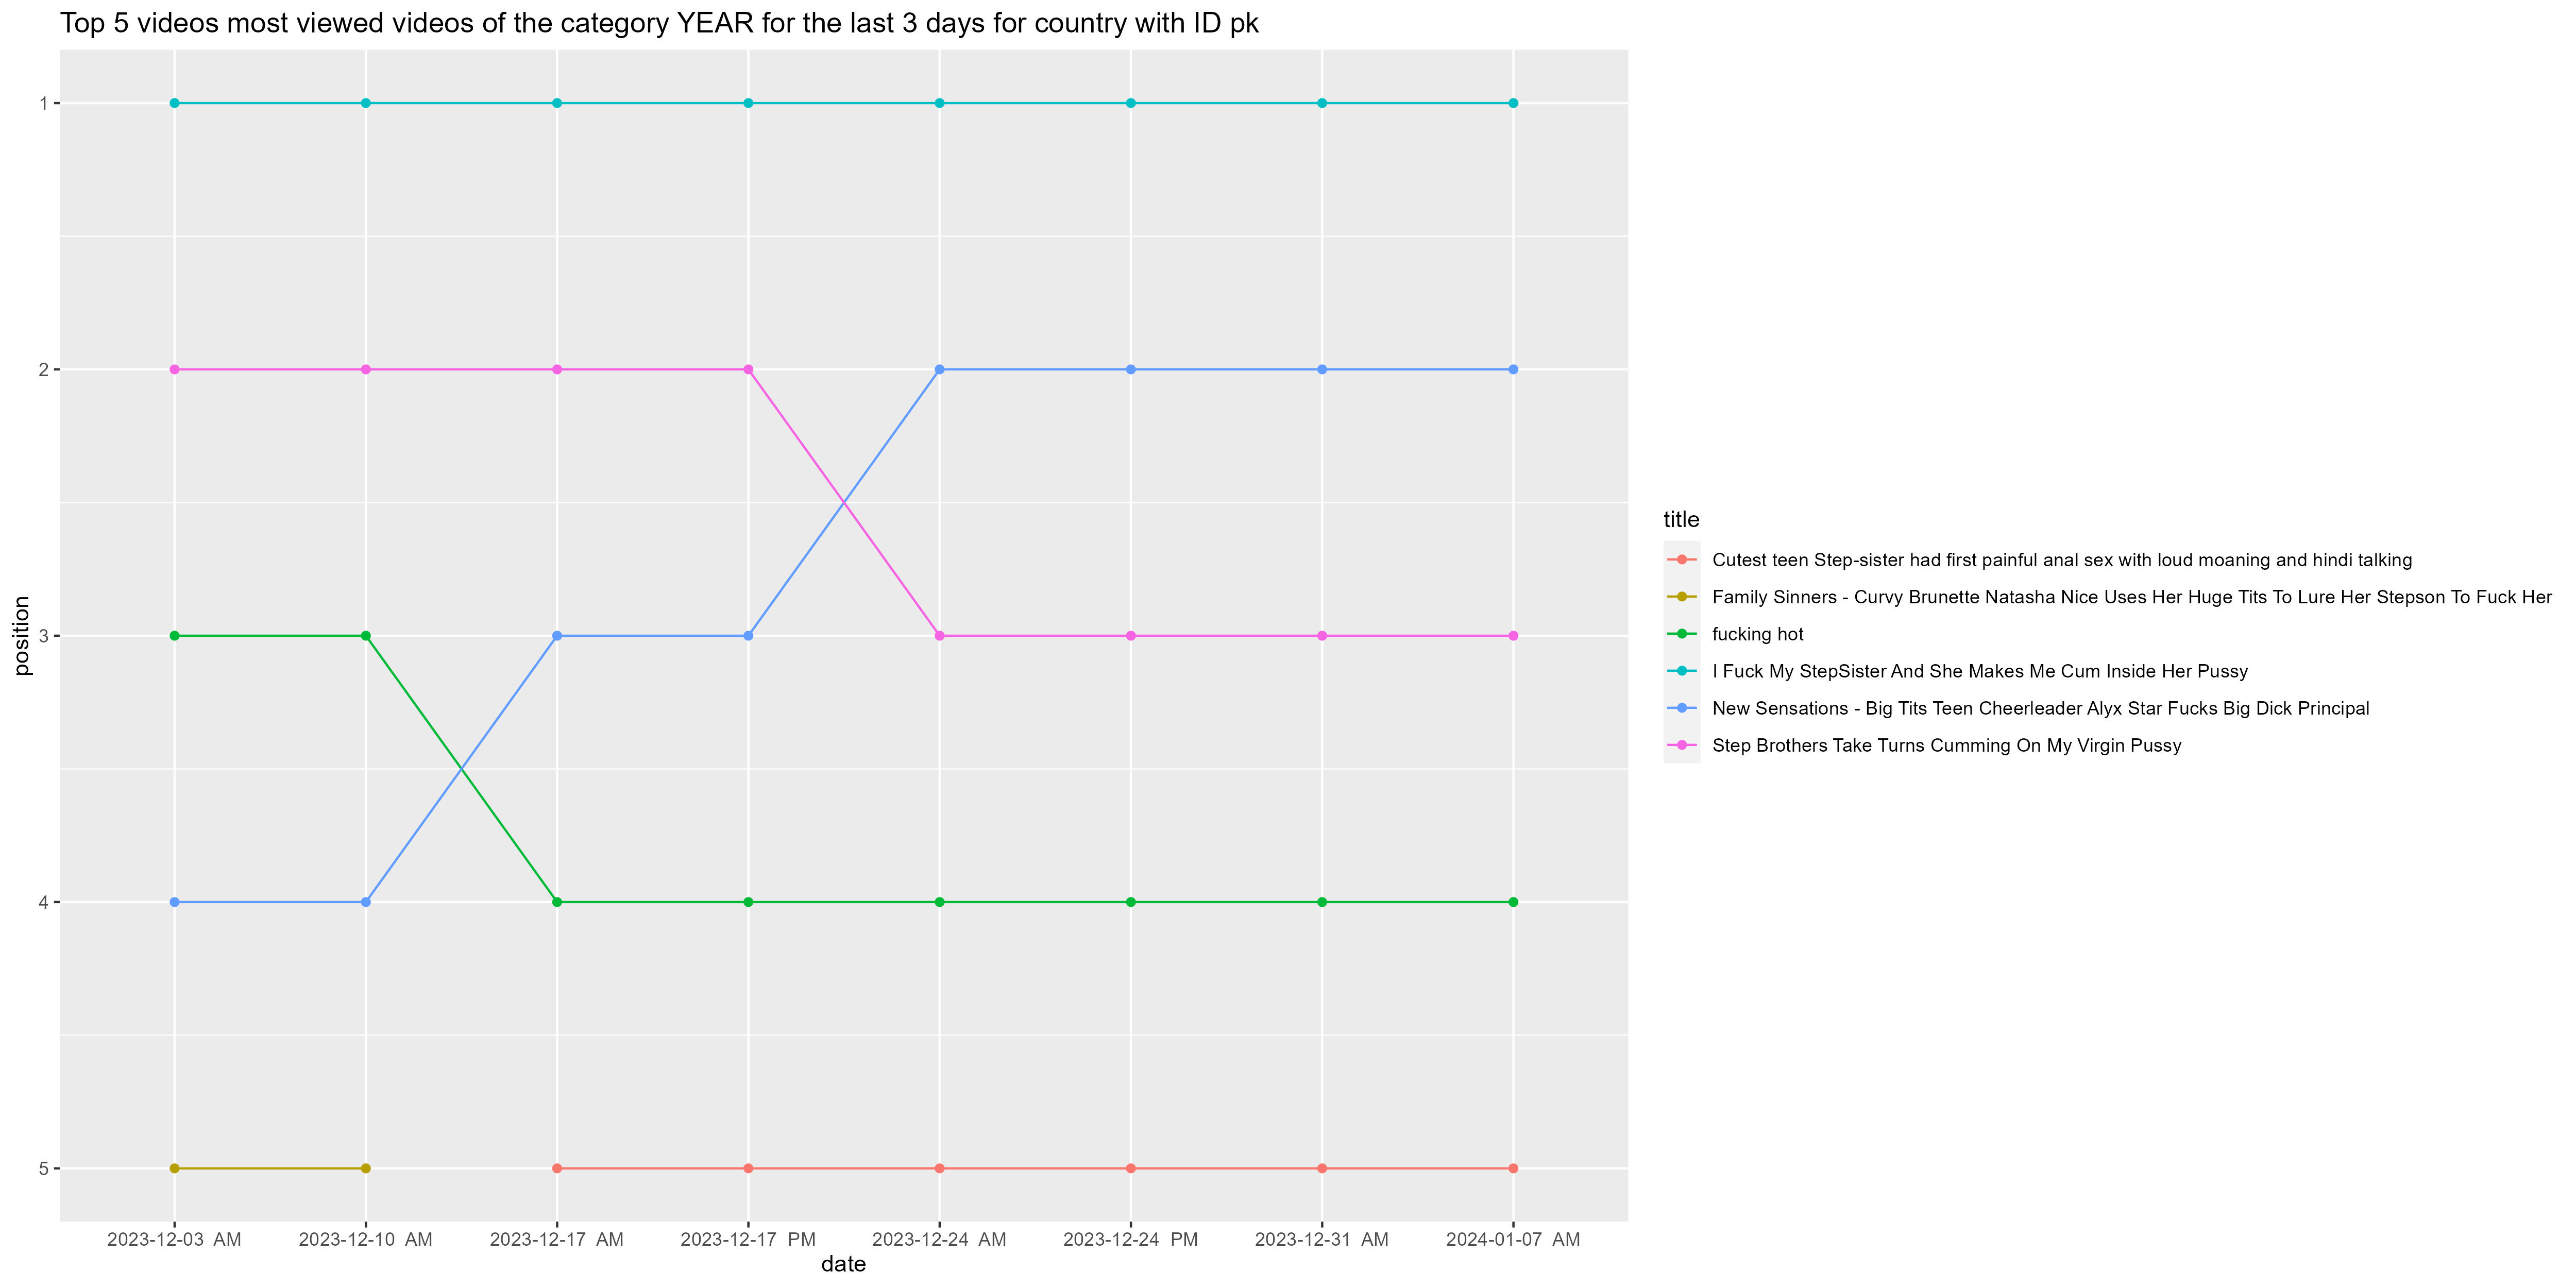 Top 5 videos most viewed videos of the category YEAR for the last 3 days for country with ID pk
position
1
2
3
4
5
2023-12-03 AM
2023-12-10 AM
2023-12-17 AM
2023-12-17 PM
2023-12-24 AM
2023-12-24 PM
2023-12-31 AM
2024-01-07 AM
date
title
Cutest teen Step-sister had first painful anal sex with loud moaning and hindi talking
Family Sinners - Curvy Brunette Natasha Nice Uses Her Huge Tits To Lure Her Stepson To Fuck Her
fucking hot
I Fuck My StepSister And She Makes Me Cum Inside Her Pussy
New Sensations - Big Tits Teen Cheerleader Alyx Star Fucks Big Dick Principal
Step Brothers Take Turns Cumming On My Virgin Pussy